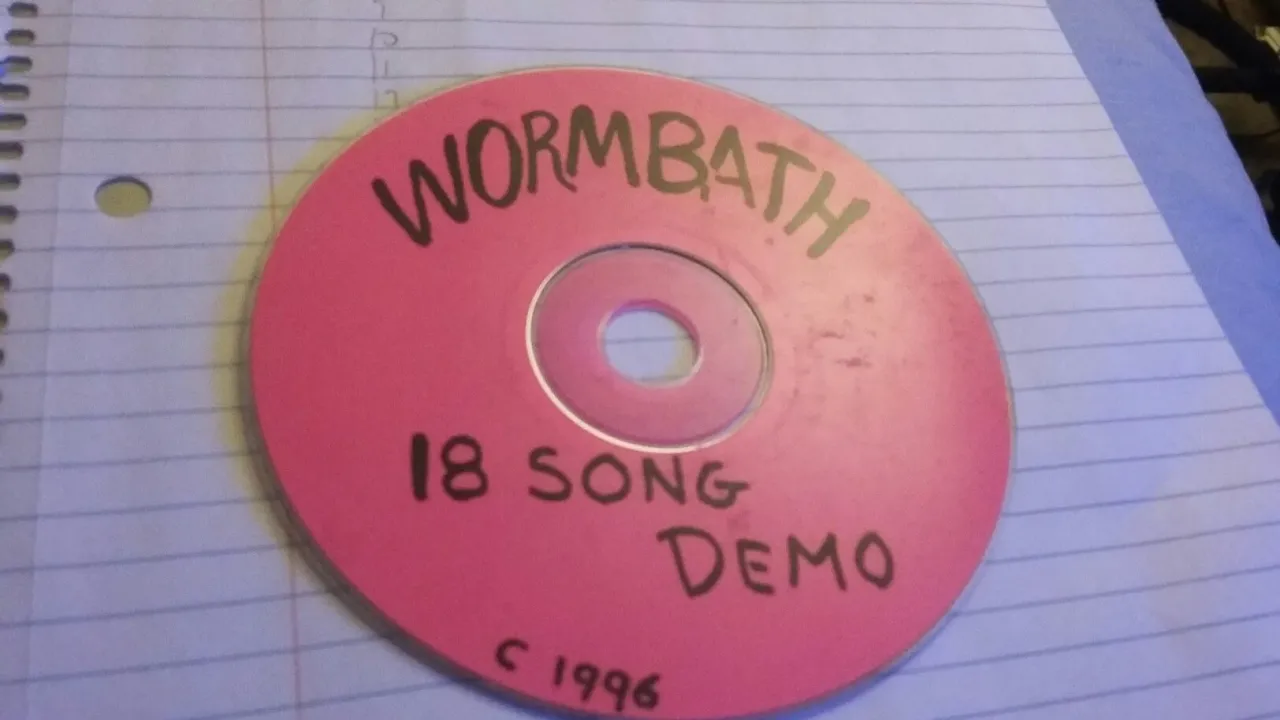 WORMBATH
18 SONG
DEMO
C 1996